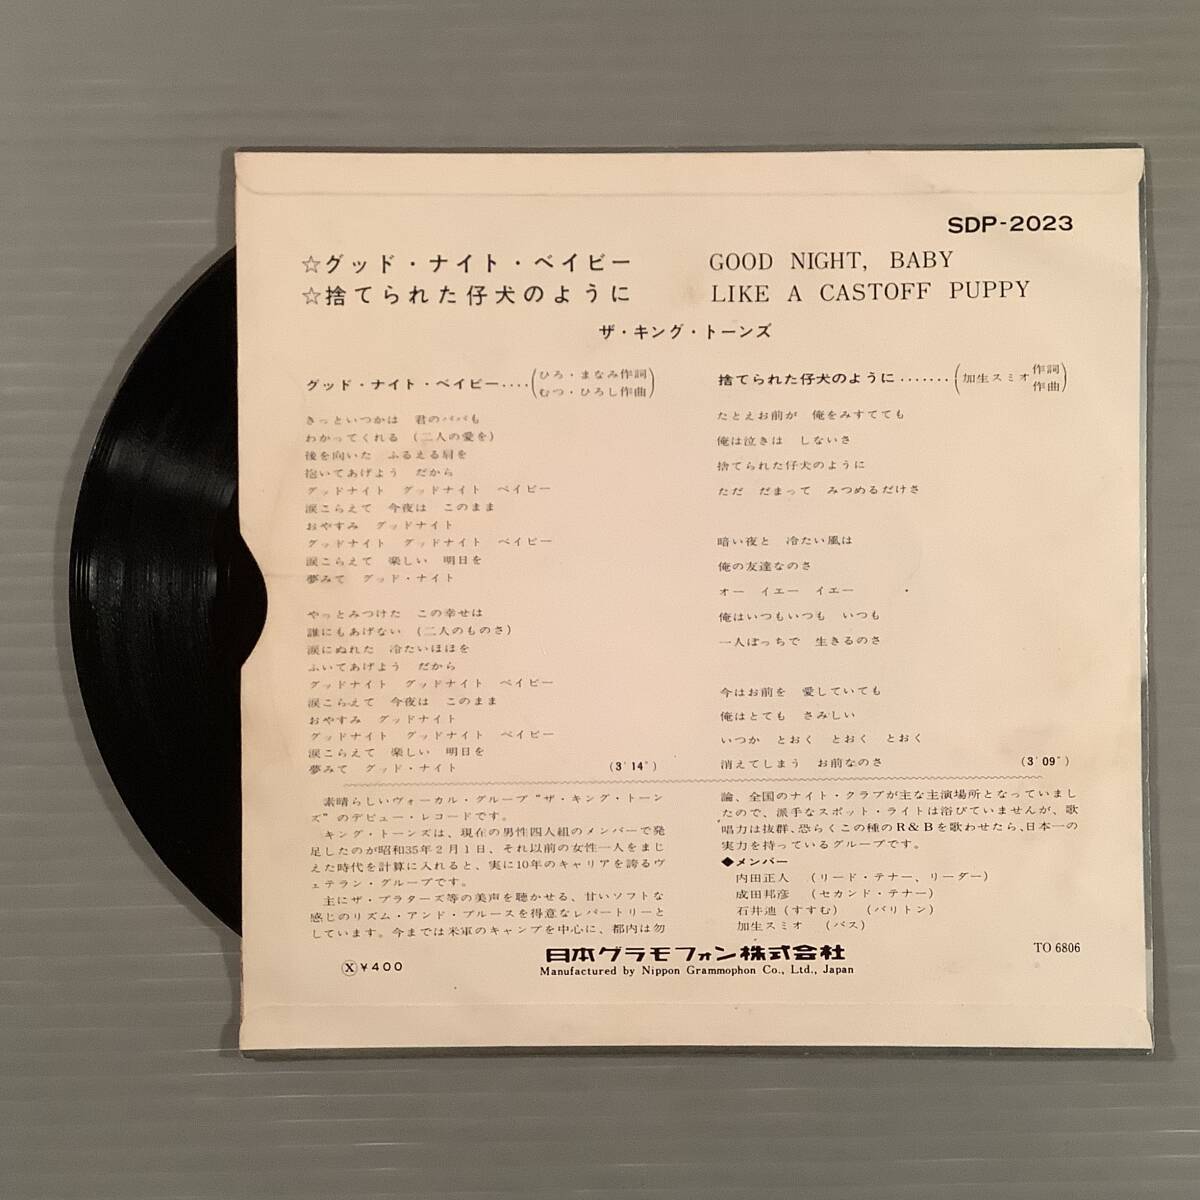 SDP-2023
☆グッド・ナイト・ベイビー GOOD NIGHT, BABY
☆捨てられた仔犬のように LIKE A CASTOFF PUPPY
ザ・キング・トーンズ
グッド・ナイト・ベイビー‥‥(ひろ・まなみ作詞
むつ・ひろし作曲)
きっといつかは 君のパパも
わかってくれる (二人の愛を)
後を向いた ふるえる肩を
抱いてあげよう だから
グッドナイト グッドナイト ベイビー
涙こらえて 今夜は このまま
おやすみ グッドナイト
グッドナイト グッドナイト ベイビー
涙こらえて 楽しい 明日を
夢みて グッド・ナイト
やっとみつけた この幸せは
誰にもあげない (二人のものさ)
涙にぬれた 冷たいほほを
ふいてあげよう だから
グッドナイト グッドナイト ベイビー
涙こらえて 今夜は このまま
おやすみ グッドナイト
グッドナイト グッドナイト ベイビー
涙こらえて 楽しい 明日を
夢みて グッド・ナイト (3′14″)
捨てられた仔犬のように‥‥‥.(加生スミオ 作詞
作曲)
たとえお前が 俺をみすてても
俺は泣きは しないさ
捨てられた仔犬のように
ただ だまって みつめるだけさ
暗い夜と 冷たい風は
俺の友達なのさ
オー イエー イエー
俺はいつもいつも いつも
一人ぼっちで 生きるのさ
今はお前を 愛していても
俺はとても さみしい
いつか とおく とおく とおく
消えてしまう お前なのさ (3′09″)
素晴らしいヴォーカル・グループ“ザ・キング・トーン
ズ”のデビュー・レコードです。
キング・トーンズは、現在の男性四人組のメンバーで発
足したのが昭和35年2月1日、それ以前の女性一人をまじ
えた時代を計算に入れると、実に10年のキャリアを誇るヴ
ェテラン・グループです。
主にザ・プラターズ等の美声を聴かせる、甘いソフトな
感じのリズム・アンド・ブルースを得意なレパートリーと
しています。今までは米軍のキャンプを中心に、都内は勿
論、全国のナイト・クラブが主な主演場所となっていまし
たので、派手なスポット・ライトは浴びていませんが、歌
唱力は抜群、恐らくこの種のR&Bを歌わせたら、日本一の
実力を持っているグループです。
◆メンバー
内田正人 (リード・テナー、リーダー)
成田邦彦 (セカンド・テナー)
石井迪(すすむ) (バリトン)
加生スミオ (バス)
日本グラモフォン株式会社
Manufactured by Nippon Grammophon Co., Ltd., Japan
Ⓧ¥400
TO 6806